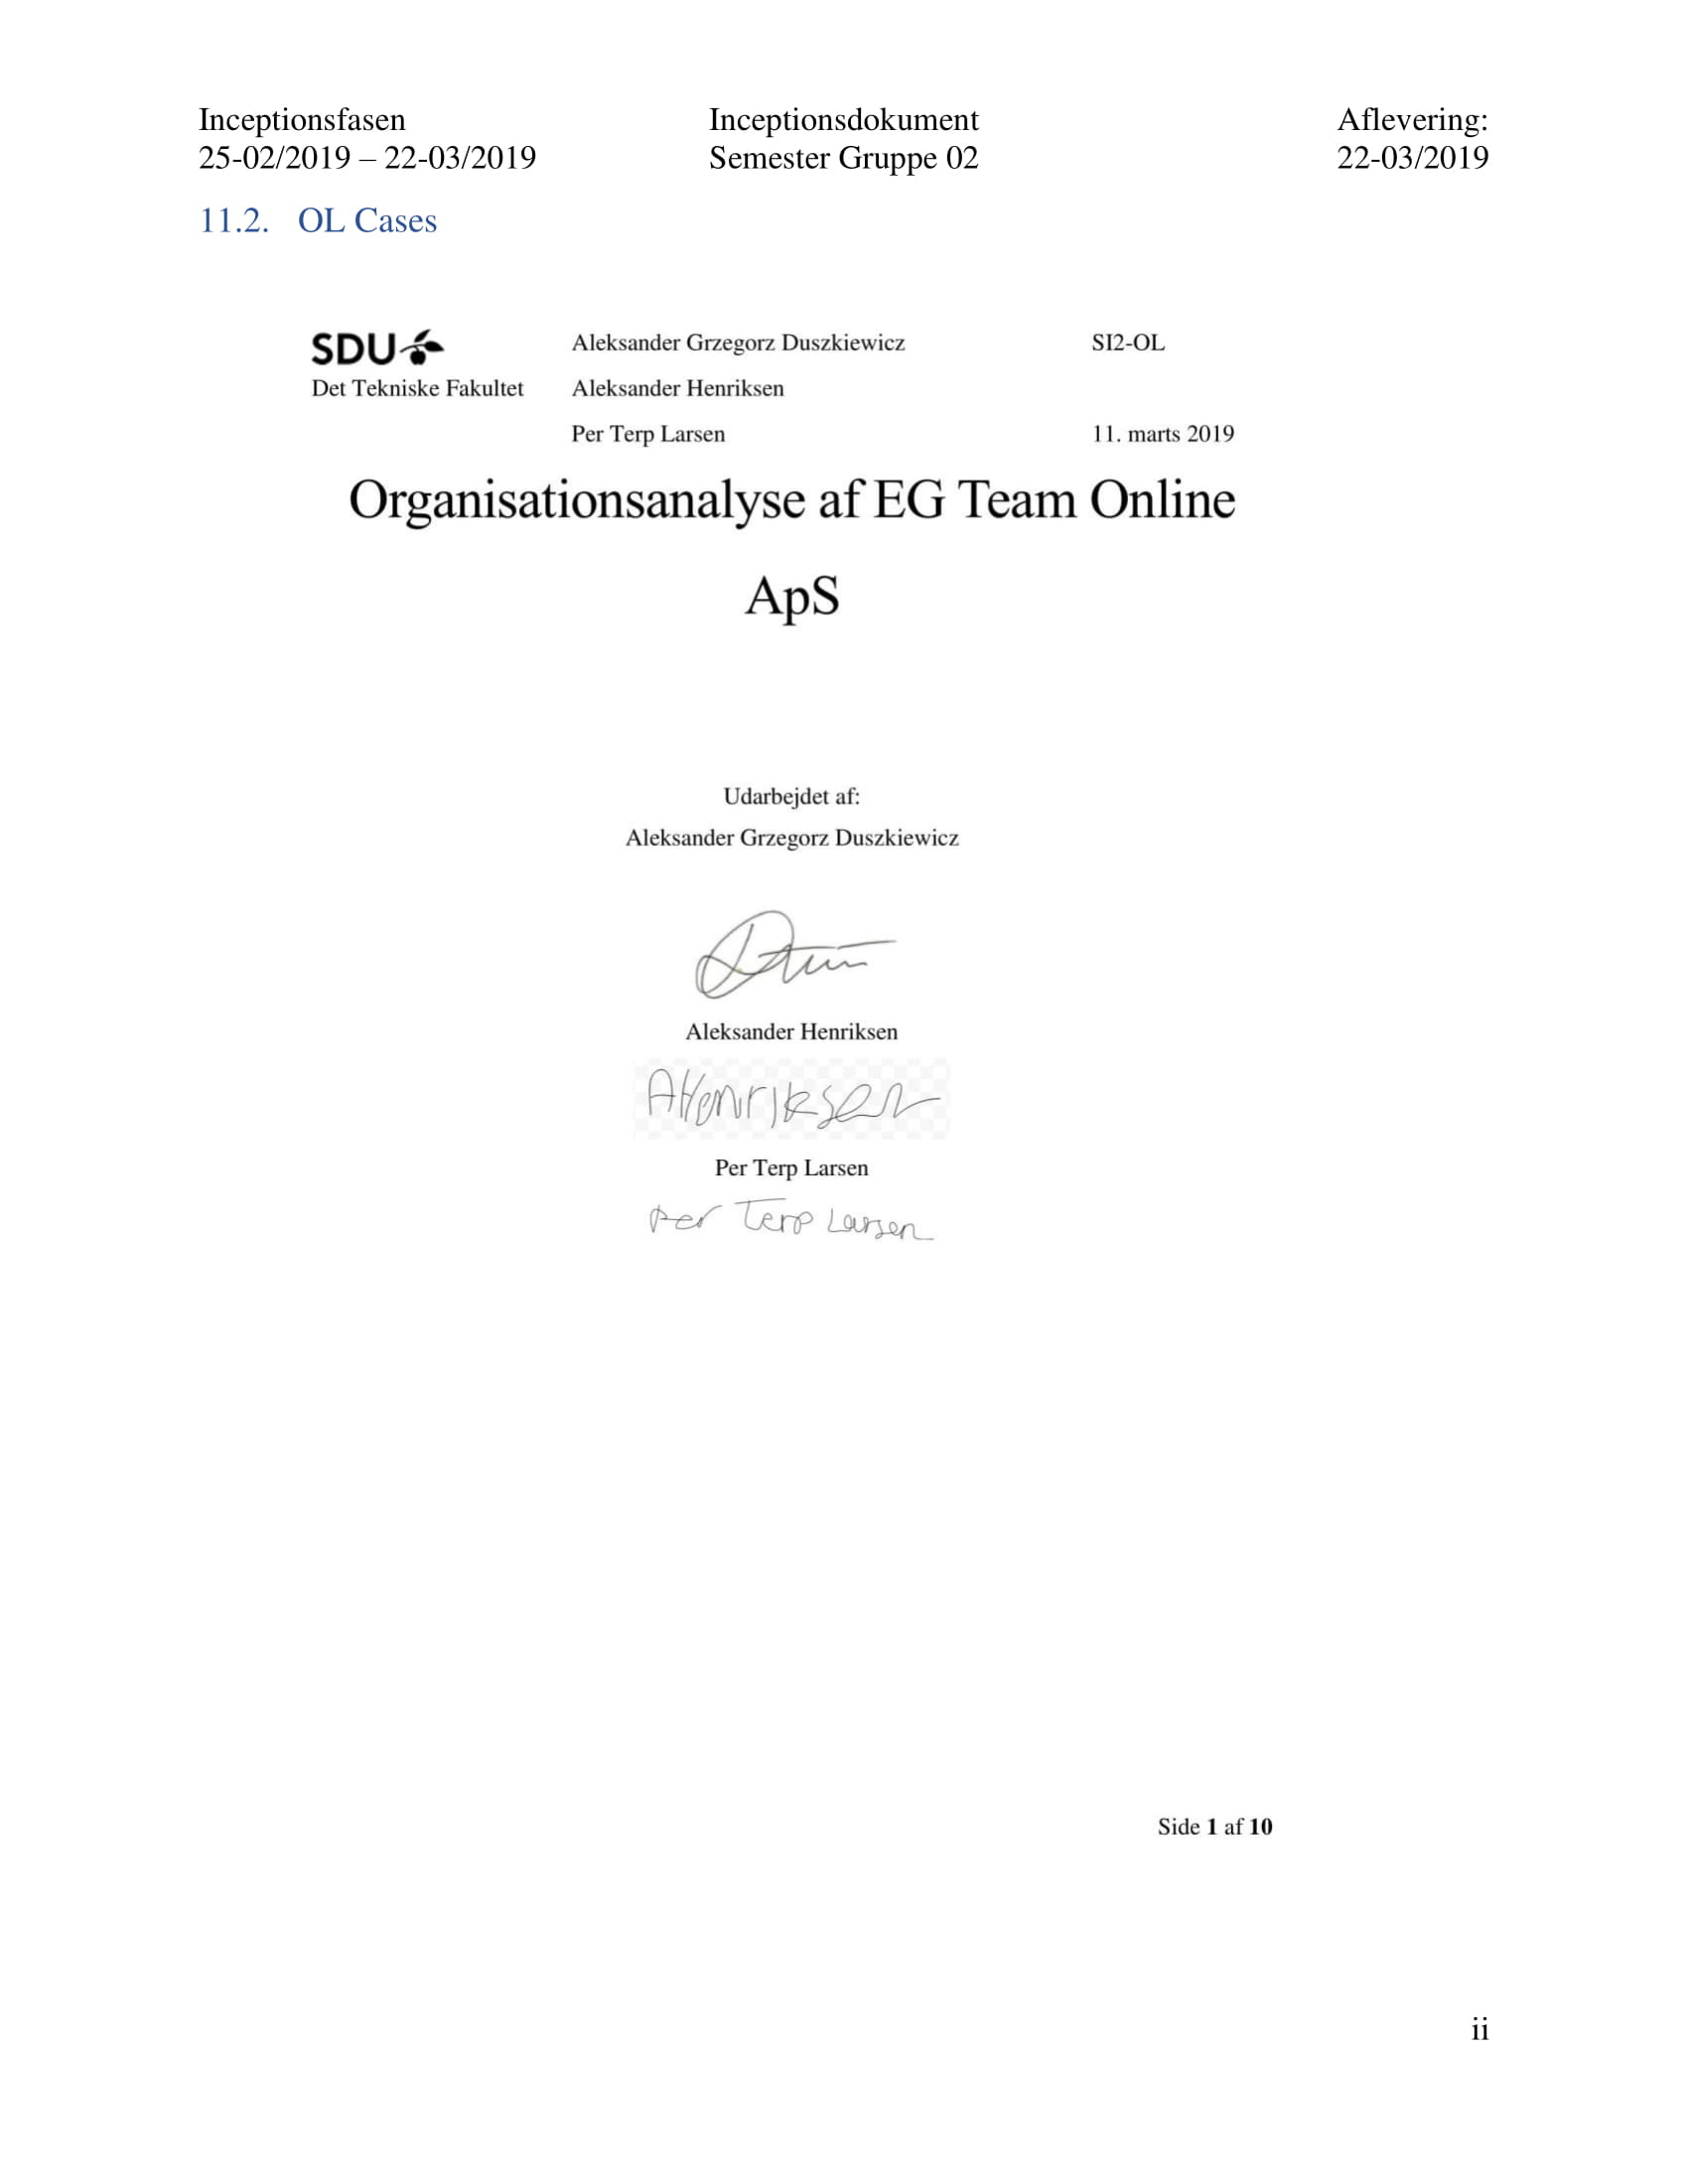 Inceptionsfasen Inceptionsdokument Aflevering:
25-02/2019 – 22-03/2019 Semester Gruppe 02 22-03/2019
11.2. OL Cases
SDU Aleksander Grzegorz Duszkiewicz SI2-OL
Det Tekniske Fakultet Aleksander Henriksen
Per Terp Larsen 11. marts 2019
Organisationsanalyse af EG Team Online
ApS
Udarbejdet af:
Aleksander Grzegorz Duszkiewicz
Aleksander Henriksen
AHenriksen
Per Terp Larsen
Per Terp Larsen
Side 1 af 10
ii